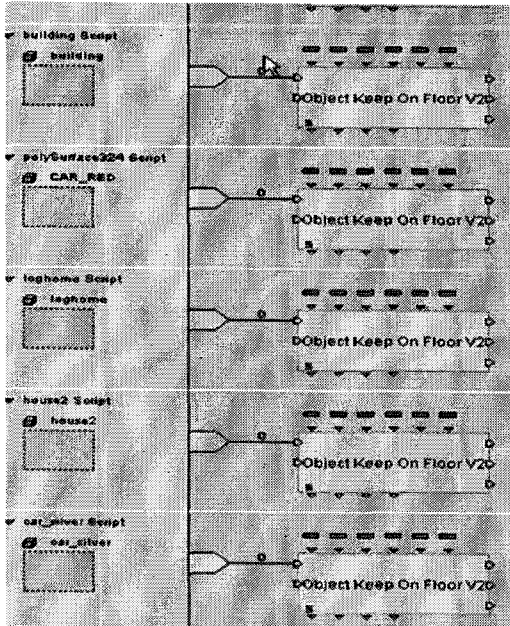 building Script
building
Object Keep On Floor V2
polySurface324 Script
CAR_RED
Object Keep On Floor V2
loghome Script
loghome
Object Keep On Floor V2
house2 Script
house2
Object Keep On Floor V2
car_silver Script
car_silver
Object Keep On Floor V2